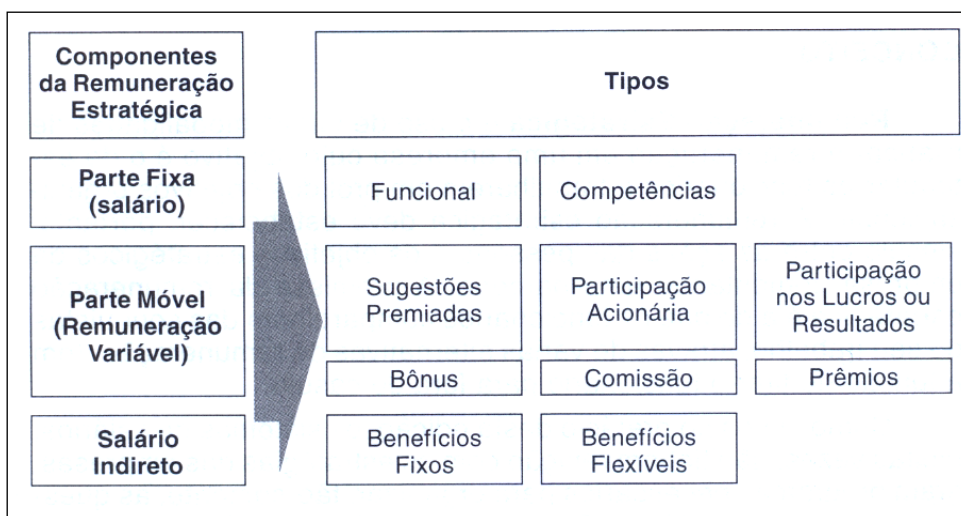 Componentes
da Remuneração
Estratégica
Tipos
Parte Fixa
(salário)
Funcional
Competências
Parte Móvel
(Remuneração
Variável)
Sugestões
Premiadas
Participação
Acionária
Participação
nos Lucros ou
Resultados
Bônus
Comissão
Prêmios
Salário
Indireto
Benefícios
Fixos
Benefícios
Flexíveis